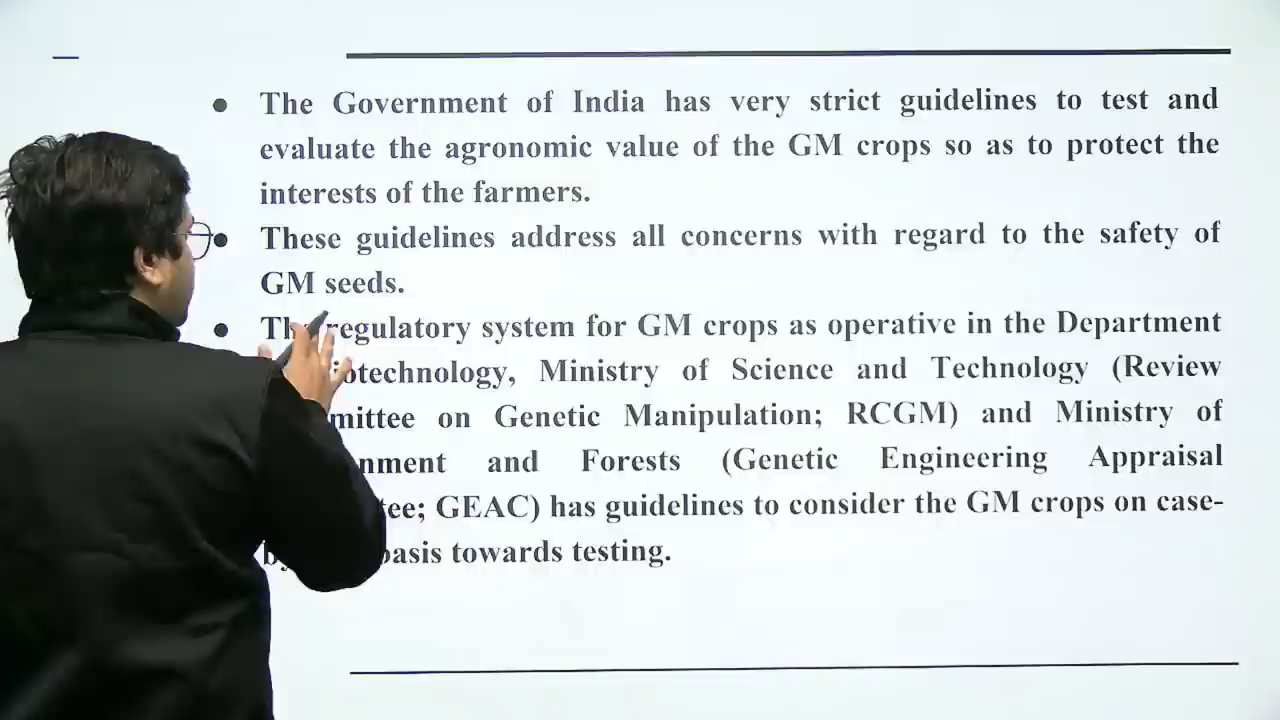 ● The Government of India has very strict guidelines to test and
evaluate the agronomic value of the GM crops so as to protect the
interests of the farmers.
● These guidelines address all concerns with regard to the safety of
GM seeds.
● regulatory system for GM crops as operative in the Department
Ministry of Science and Technology (Review
on Genetic Manipulation; RCGM) and Ministry of
and Forests (Genetic Engineering Appraisal
GEAC) has guidelines to consider the GM crops on case-
basis towards testing.